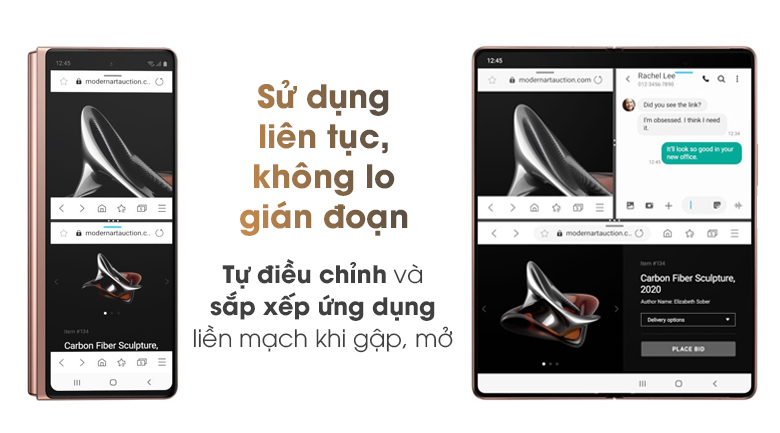 12:45
modernartauction.c..
modernartauction.c..
Item #134
Carbon Fiber Sculpture,
Sử dụng
liên tục,
không lo
gián đoạn
Tự điều chỉnh và
sắp xếp ứng dụng
liền mạch khi gập, mở
12:45
modernartauction.com
Rachel Lee
012 3456-7890
Did you see the link?
I'm obsessed. I think I need
it.
12:34
It'll look so good in your
new office.
12:43
modernartauction.c..
Item #134
Carbon Fiber Sculpture,
2020
Author Name: Elizabeth Sober
Delivery options
PLACE BID